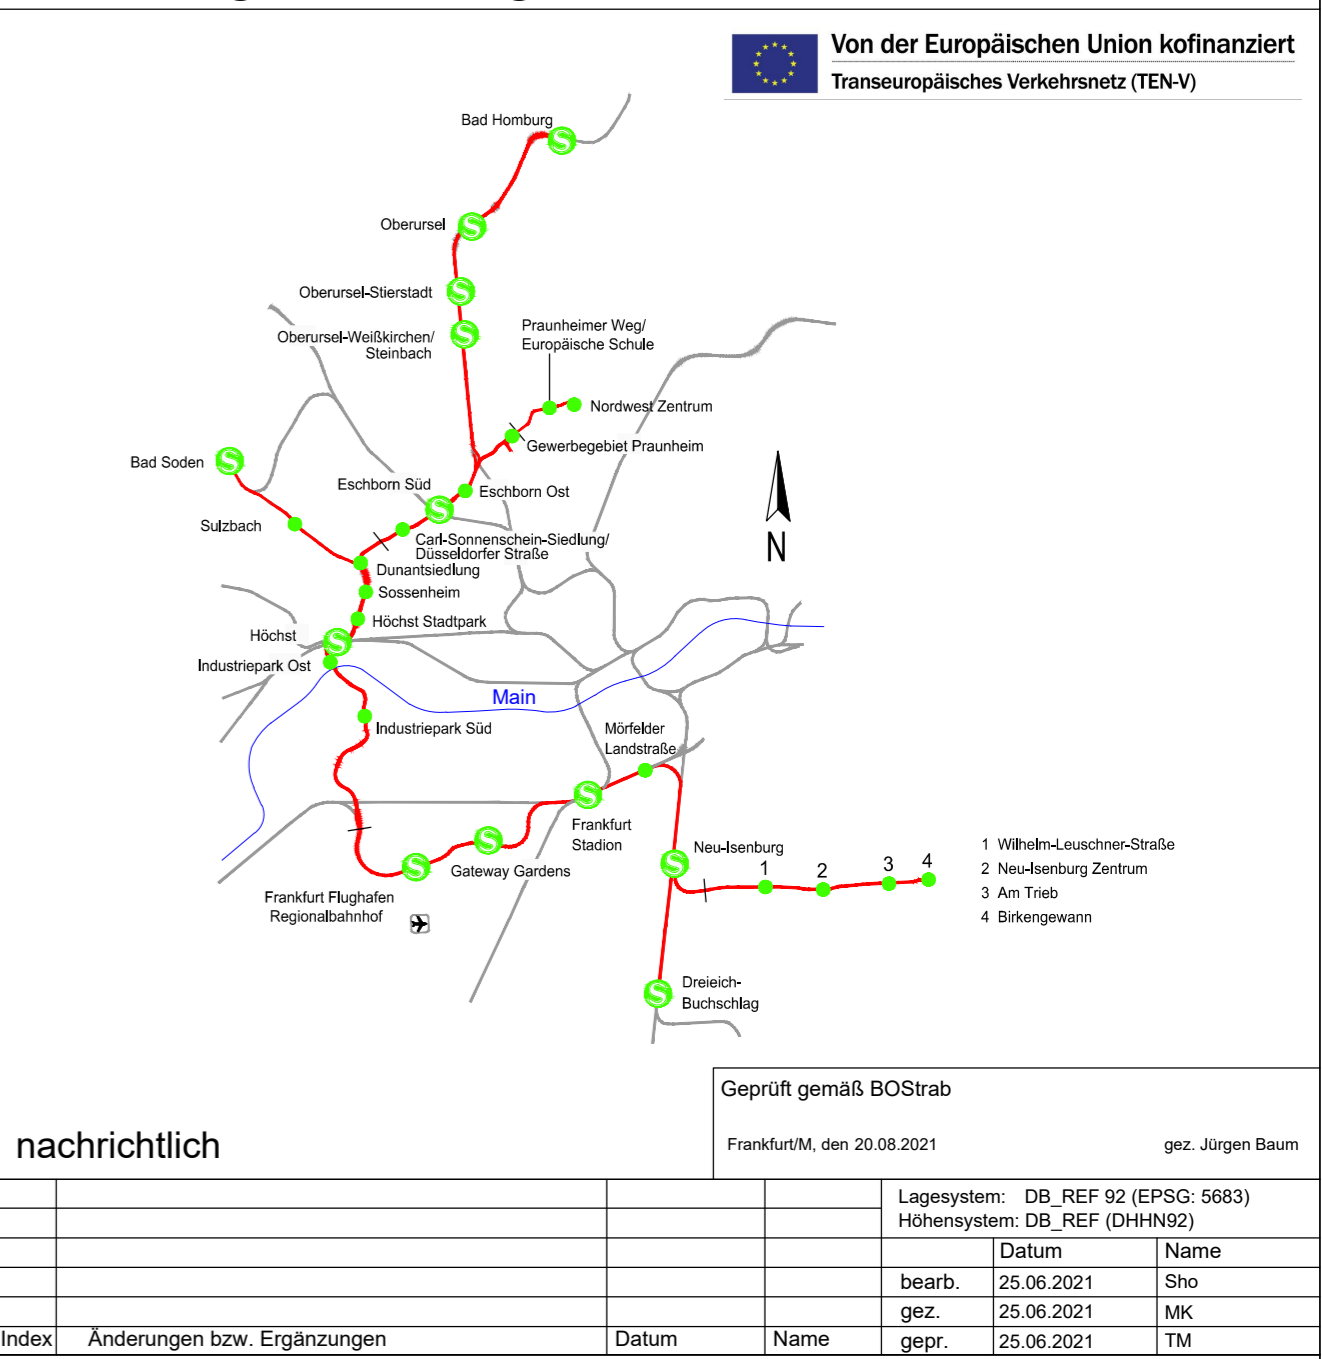 Von der Europäischen Union kofinanziert
Transeuropäisches Verkehrsnetz (TEN-V)
Bad Homburg
Oberursel
Oberursel-Stierstadt
Oberursel-Weißkirchen/
Steinbach
Praunheimer Weg/
Europäische Schule
Nordwest Zentrum
Gewerbegebiet Praunheim
Bad Soden
Eschborn Süd
Eschborn Ost
Sulzbach
Carl-Sonnenschein-Siedlung/
Düsseldorfer Straße
Dunantsiedlung
Sossenheim
Höchst Stadtpark
Höchst
Industriepark Ost
N
Main
Industriepark Süd
Mörfelder
Landstraße
Frankfurt
Stadion
Neu-Isenburg
Gateway Gardens
Frankfurt Flughafen
Regionalbahnhof
1 2 3 4
1 Wilhelm-Leuschner-Straße
2 Neu-Isenburg Zentrum
3 Am Trieb
4 Birkengewann
Dreieich-
Buchschlag
Geprüft gemäß BOStrab
Frankfurt/M, den 20.08.2021 gez. Jürgen Baum
nachrichtlich
Lagesystem: DB_REF 92 (EPSG: 5683)
Höhensystem: DB_REF (DHHN92)
Datum Name
bearb. 25.06.2021 Sho
gez. 25.06.2021 MK
Index Änderungen bzw. Ergänzungen Datum Name gepr. 25.06.2021 TM